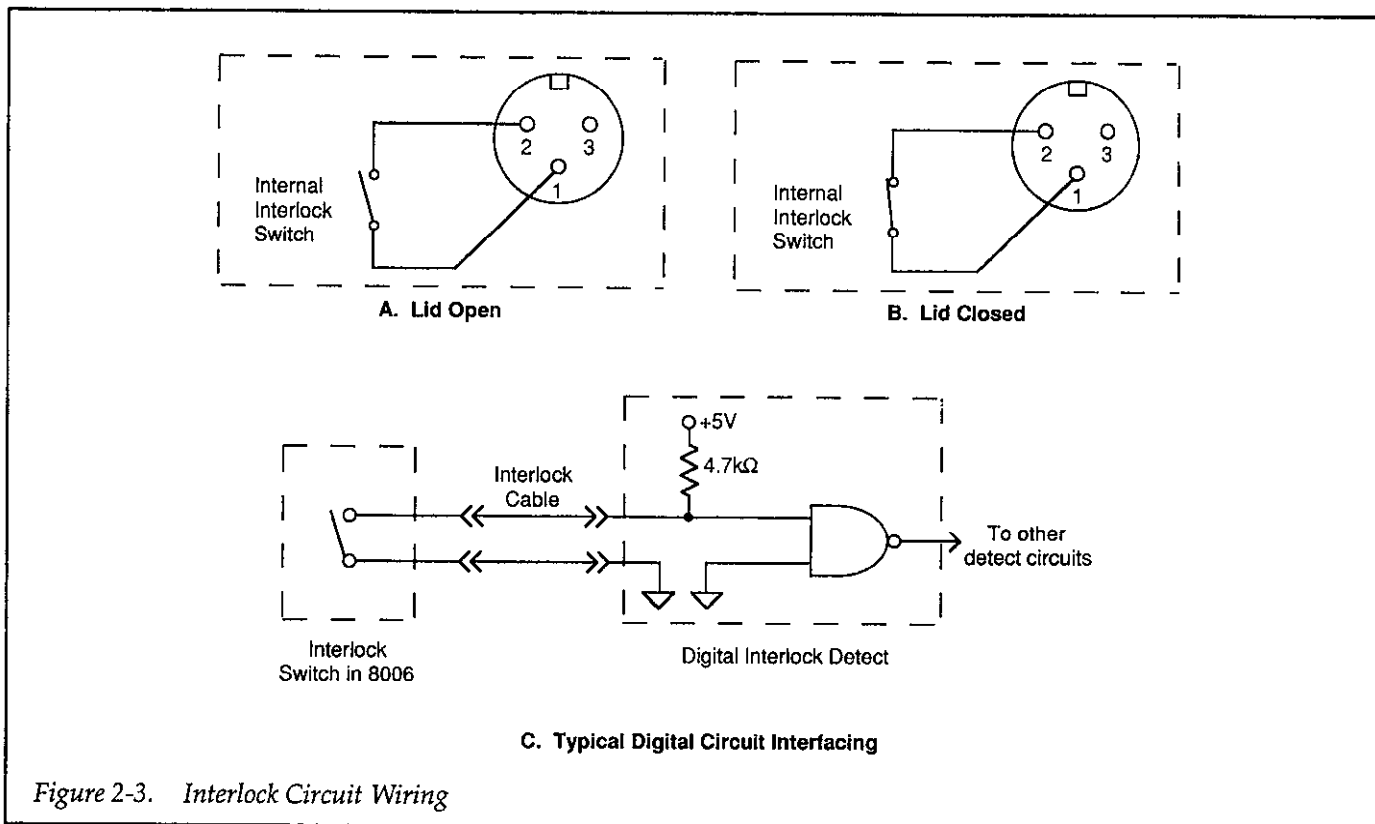 2
3
1
Internal
Interlock
Switch
A. Lid Open
2
3
1
Internal
Interlock
Switch
B. Lid Closed
+5V
4.7kΩ
Interlock
Cable
To other
detect circuits
Interlock
Switch in 8006
Digital Interlock Detect
C. Typical Digital Circuit Interfacing
Figure 2-3. Interlock Circuit Wiring